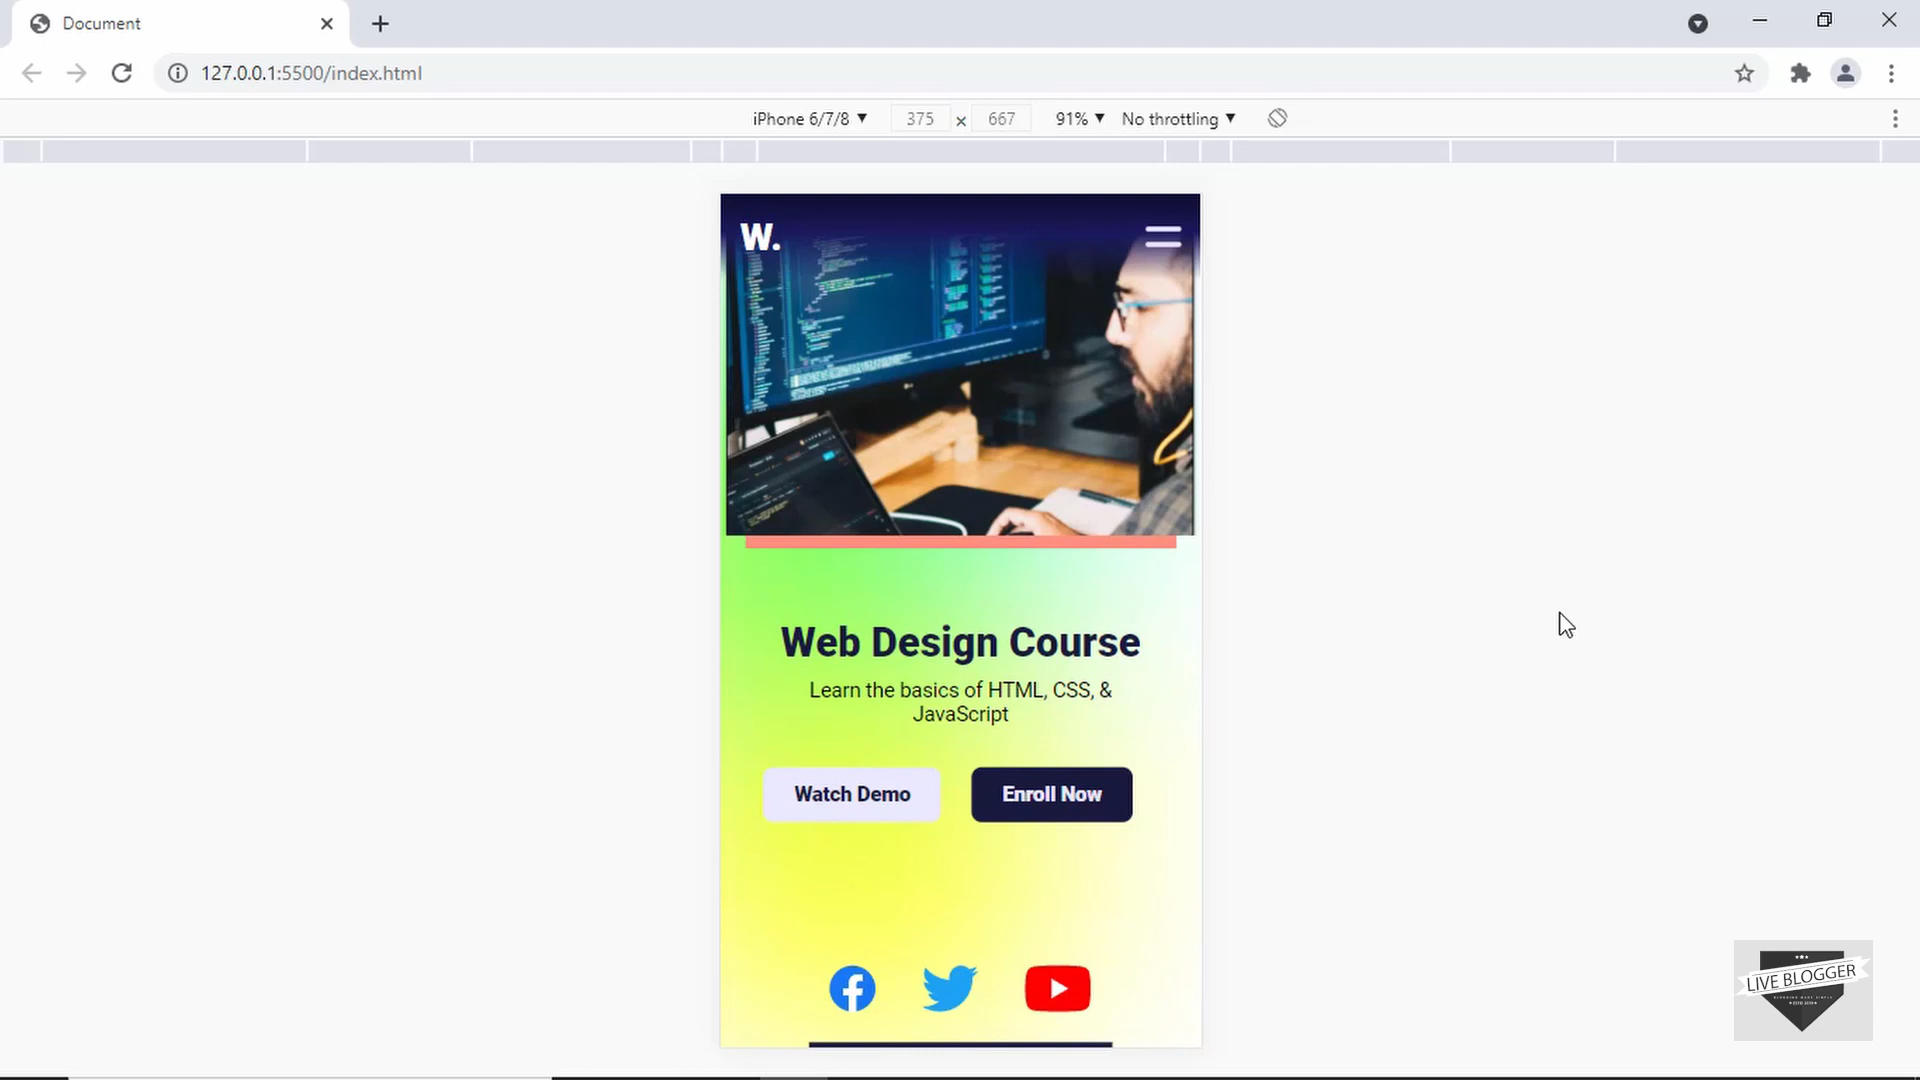 Document
127.0.0.1:5500/index.html
iPhone 6/7/8 ▼ 375 × 667 91% ▼ No throttling ▼
W.
Web Design Course
Learn the basics of HTML, CSS, &
JavaScript
Watch Demo Enroll Now
LIVE BLOGGER